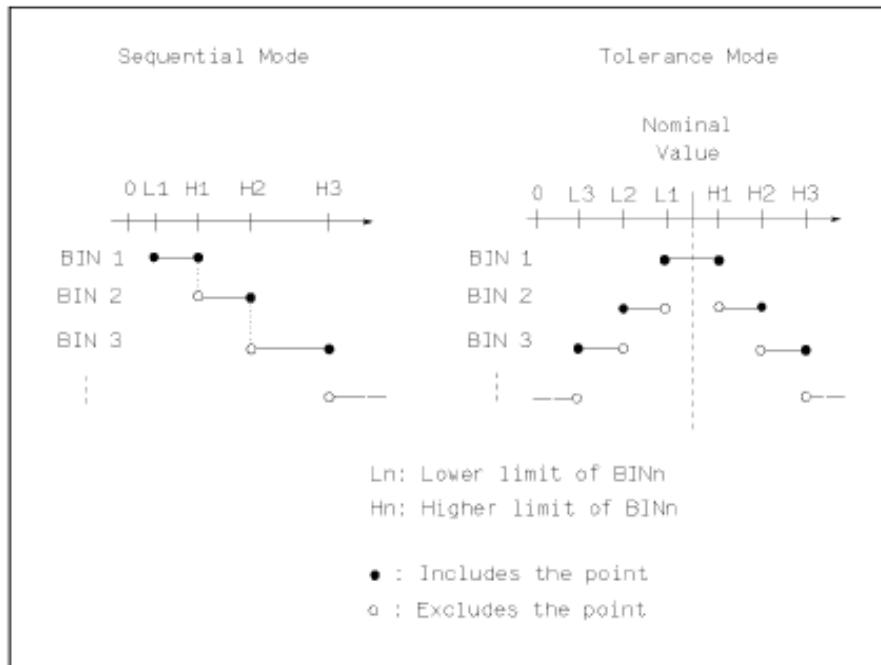 Sequential Mode
Tolerance Mode
Nominal
Value
0 L1 H1 H2 H3
0 L3 L2 L1 H1 H2 H3
BIN 1
BIN 1
BIN 2
BIN 2
BIN 3
BIN 3
Ln: Lower limit of BINn
Hn: Higher limit of BINn
● : Includes the point
○ : Excludes the point